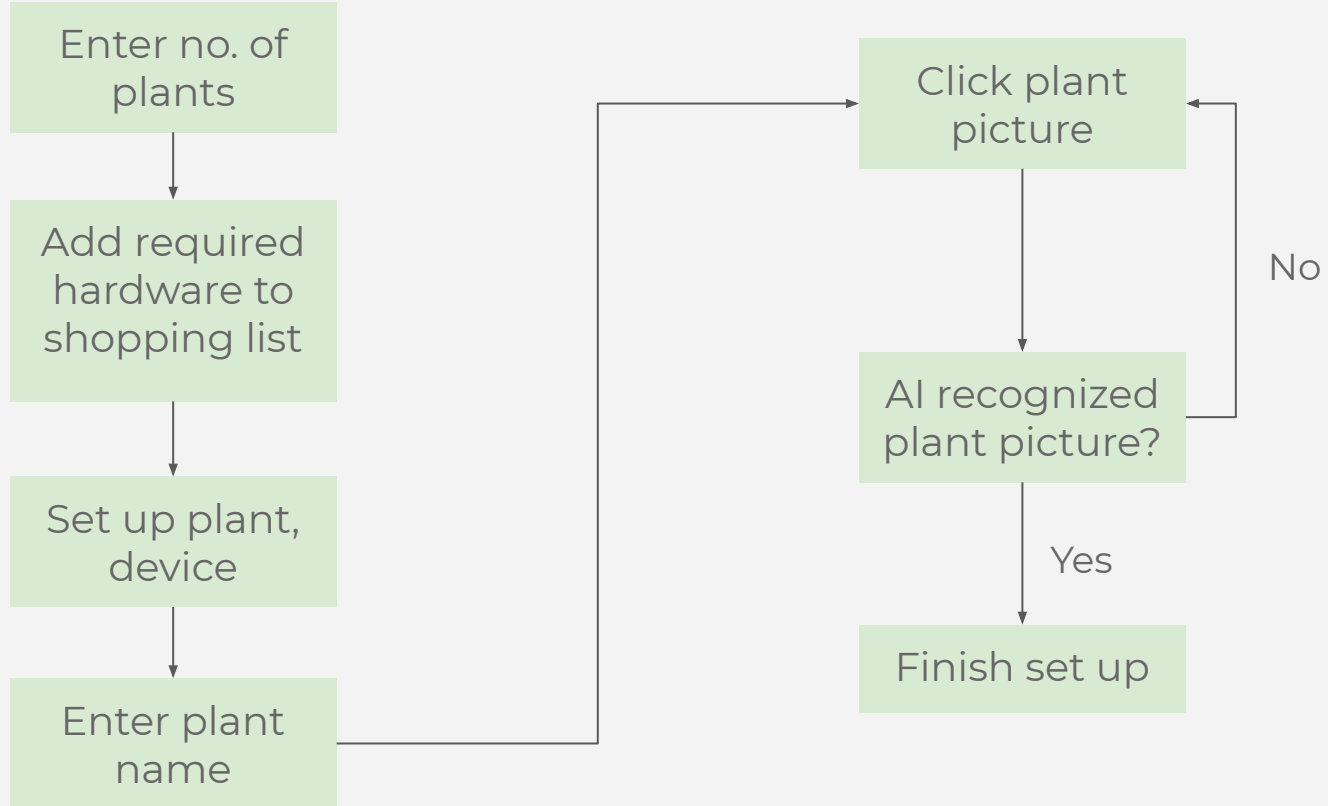 Enter no. of
plants
Add required
hardware to
shopping list
Set up plant,
device
Enter plant
name
Click plant
picture
AI recognized
plant picture?
No
Yes
Finish set up